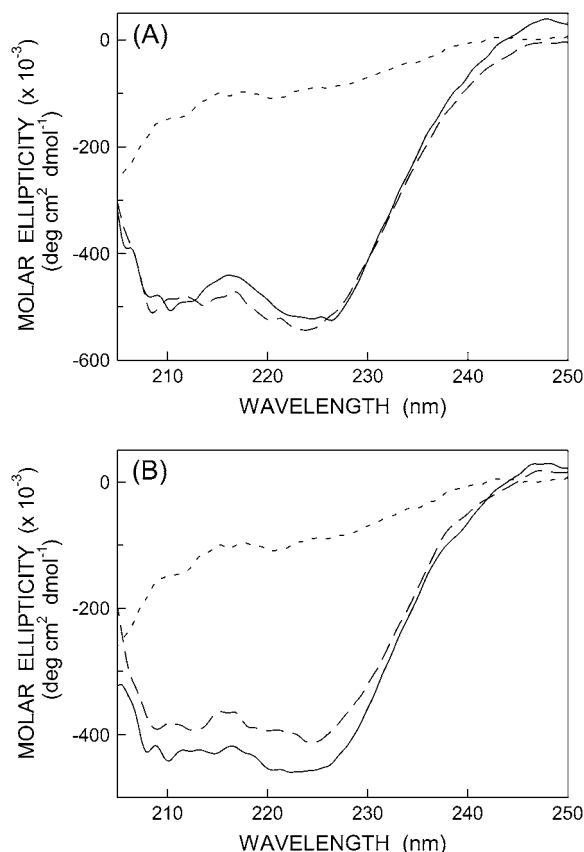 (A)
MOLAR ELLIPTICITY (x 10⁻³)
(deg cm² dmol⁻¹)
0
-200
-400
-600
210 220 230 240 250
WAVELENGTH (nm)
(B)
MOLAR ELLIPTICITY (x 10⁻³)
(deg cm² dmol⁻¹)
0
-200
-400
210 220 230 240 250
WAVELENGTH (nm)